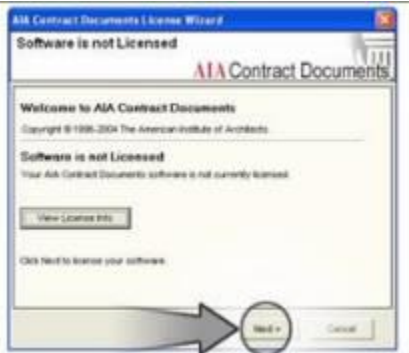 AIA Contract Documents License Wizard
Software is not Licensed
AIA Contract Documents
Welcome to AIA Contract Documents
Copyright © 1996-2004 The American Institute of Architects
Software is not Licensed
Your AIA Contract Documents software is not currently licensed.
View License Info
Click Next to license your software.
Next >
Cancel